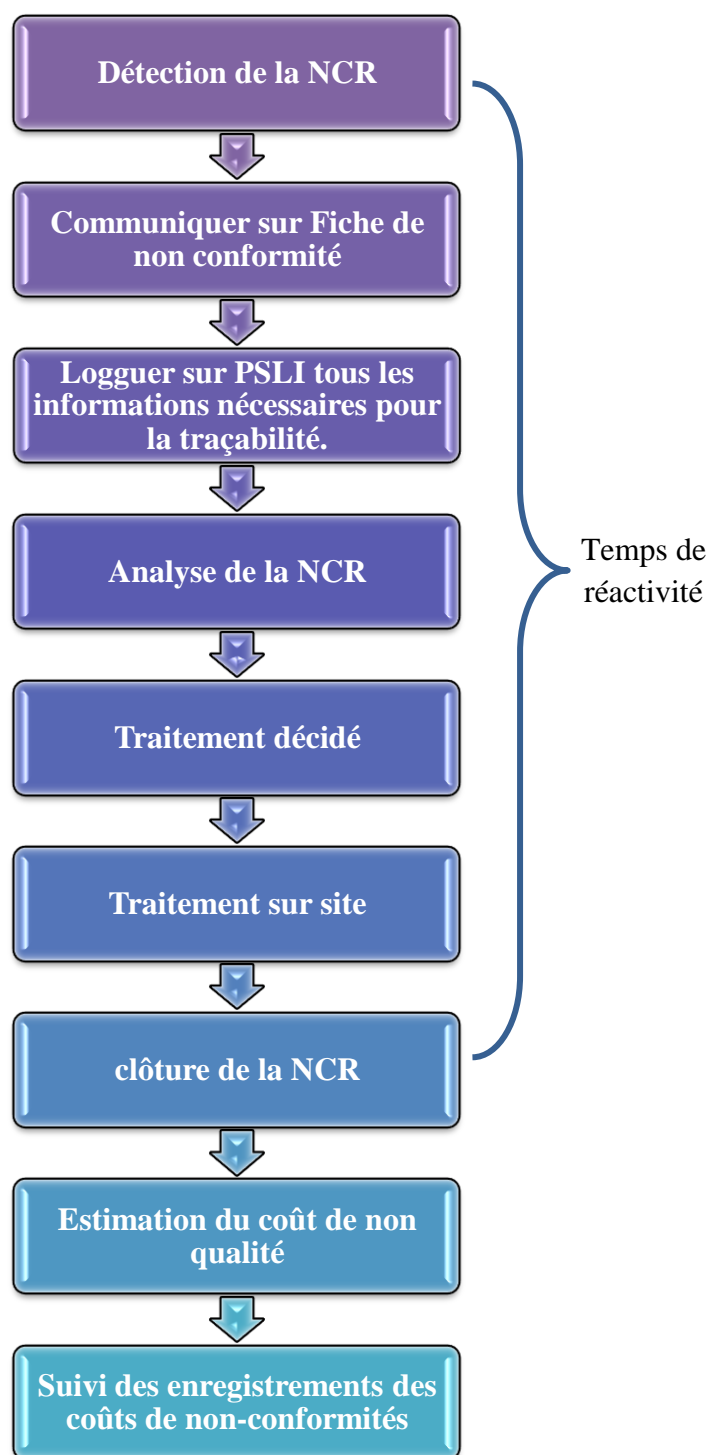 Détection de la NCR
Communiquer sur Fiche de
non conformité
Logguer sur PSLI tous les
informations nécessaires pour
la traçabilité.
Analyse de la NCR
Traitement décidé
Traitement sur site
clôture de la NCR
Estimation du coût de non
qualité
Suivi des enregistrements des
coûts de non-conformités
Temps de
réactivité